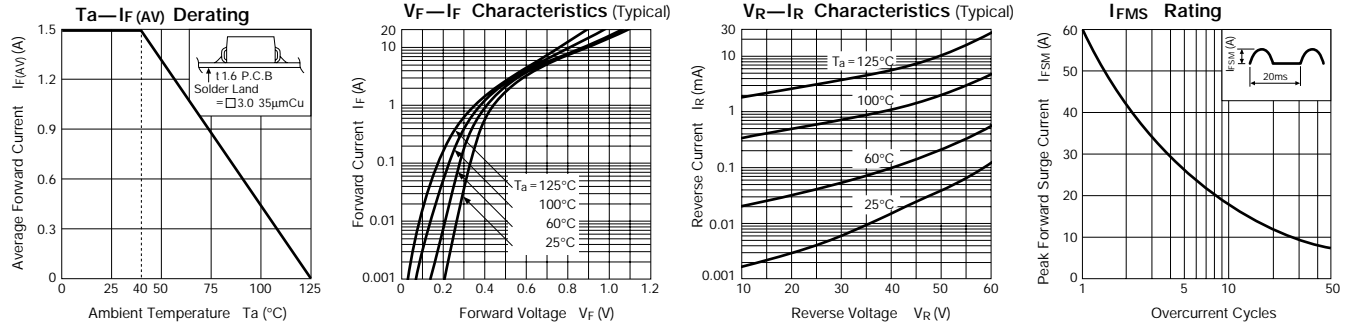 Ta—IF(AV) Derating
Average Forward Current IF(AV)(A)
1.5
1.2
0.9
0.6
0.3
0
t1.6 P.C.B
Solder Land
=□3.0 35μmCu
0 25 40 50 75 100 125
Ambient Temperature Ta (°C)
VF—IF Characteristics (Typical)
Forward Current IF (A)
20
10
1
0.1
0.01
0.001
Ta = 125°C
100°C
60°C
25°C
0 0.2 0.4 0.6 0.8 1.0 1.2
Forward Voltage VF (V)
VR—IR Characteristics (Typical)
Reverse Current IR (mA)
30
10
1
0.1
0.01
0.001
Ta = 125°C
100°C
60°C
25°C
10 20 30 40 50 60
Reverse Voltage VR (V)
IFMS Rating
Peak Forward Surge Current IFSM (A)
60
50
40
30
20
10
0
IFSM (A)
20ms
1 5 10 50
Overcurrent Cycles